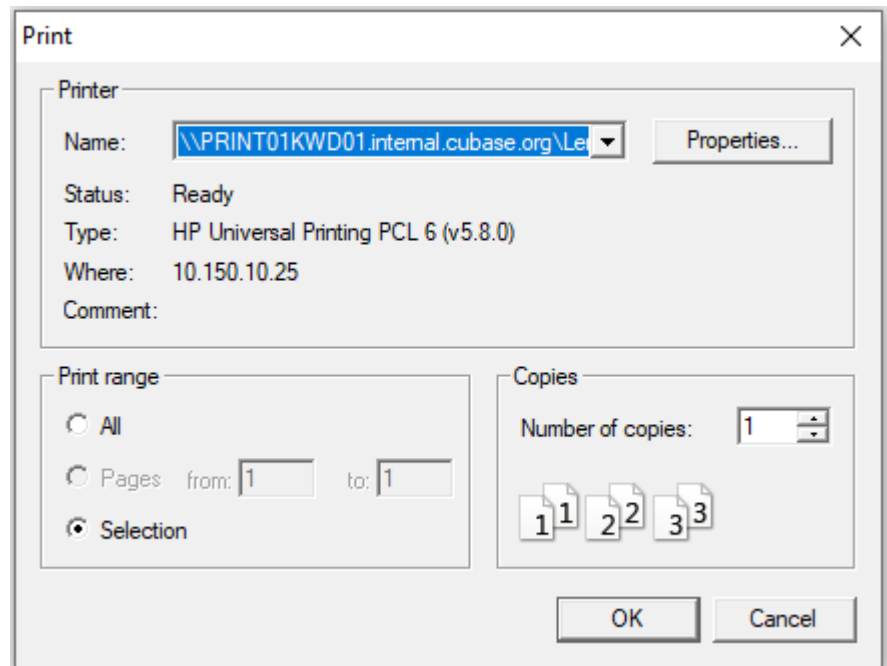 Print
Printer
Name: \\PRINT01KWD01.internal.cubase.org\Le Properties...
Status: Ready
Type: HP Universal Printing PCL 6 (v5.8.0)
Where: 10.150.10.25
Comment:
Print range
All
Pages from: 1 to: 1
Selection
Copies
Number of copies: 1
1 1 2 2 3 3
OK Cancel